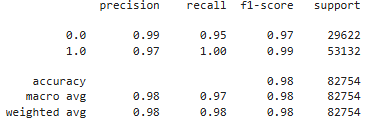 precision recall f1-score support
0.0 0.99 0.95 0.97 29622
1.0 0.97 1.00 0.99 53132
accuracy 0.98 82754
macro avg 0.98 0.97 0.98 82754
weighted avg 0.98 0.98 0.98 82754